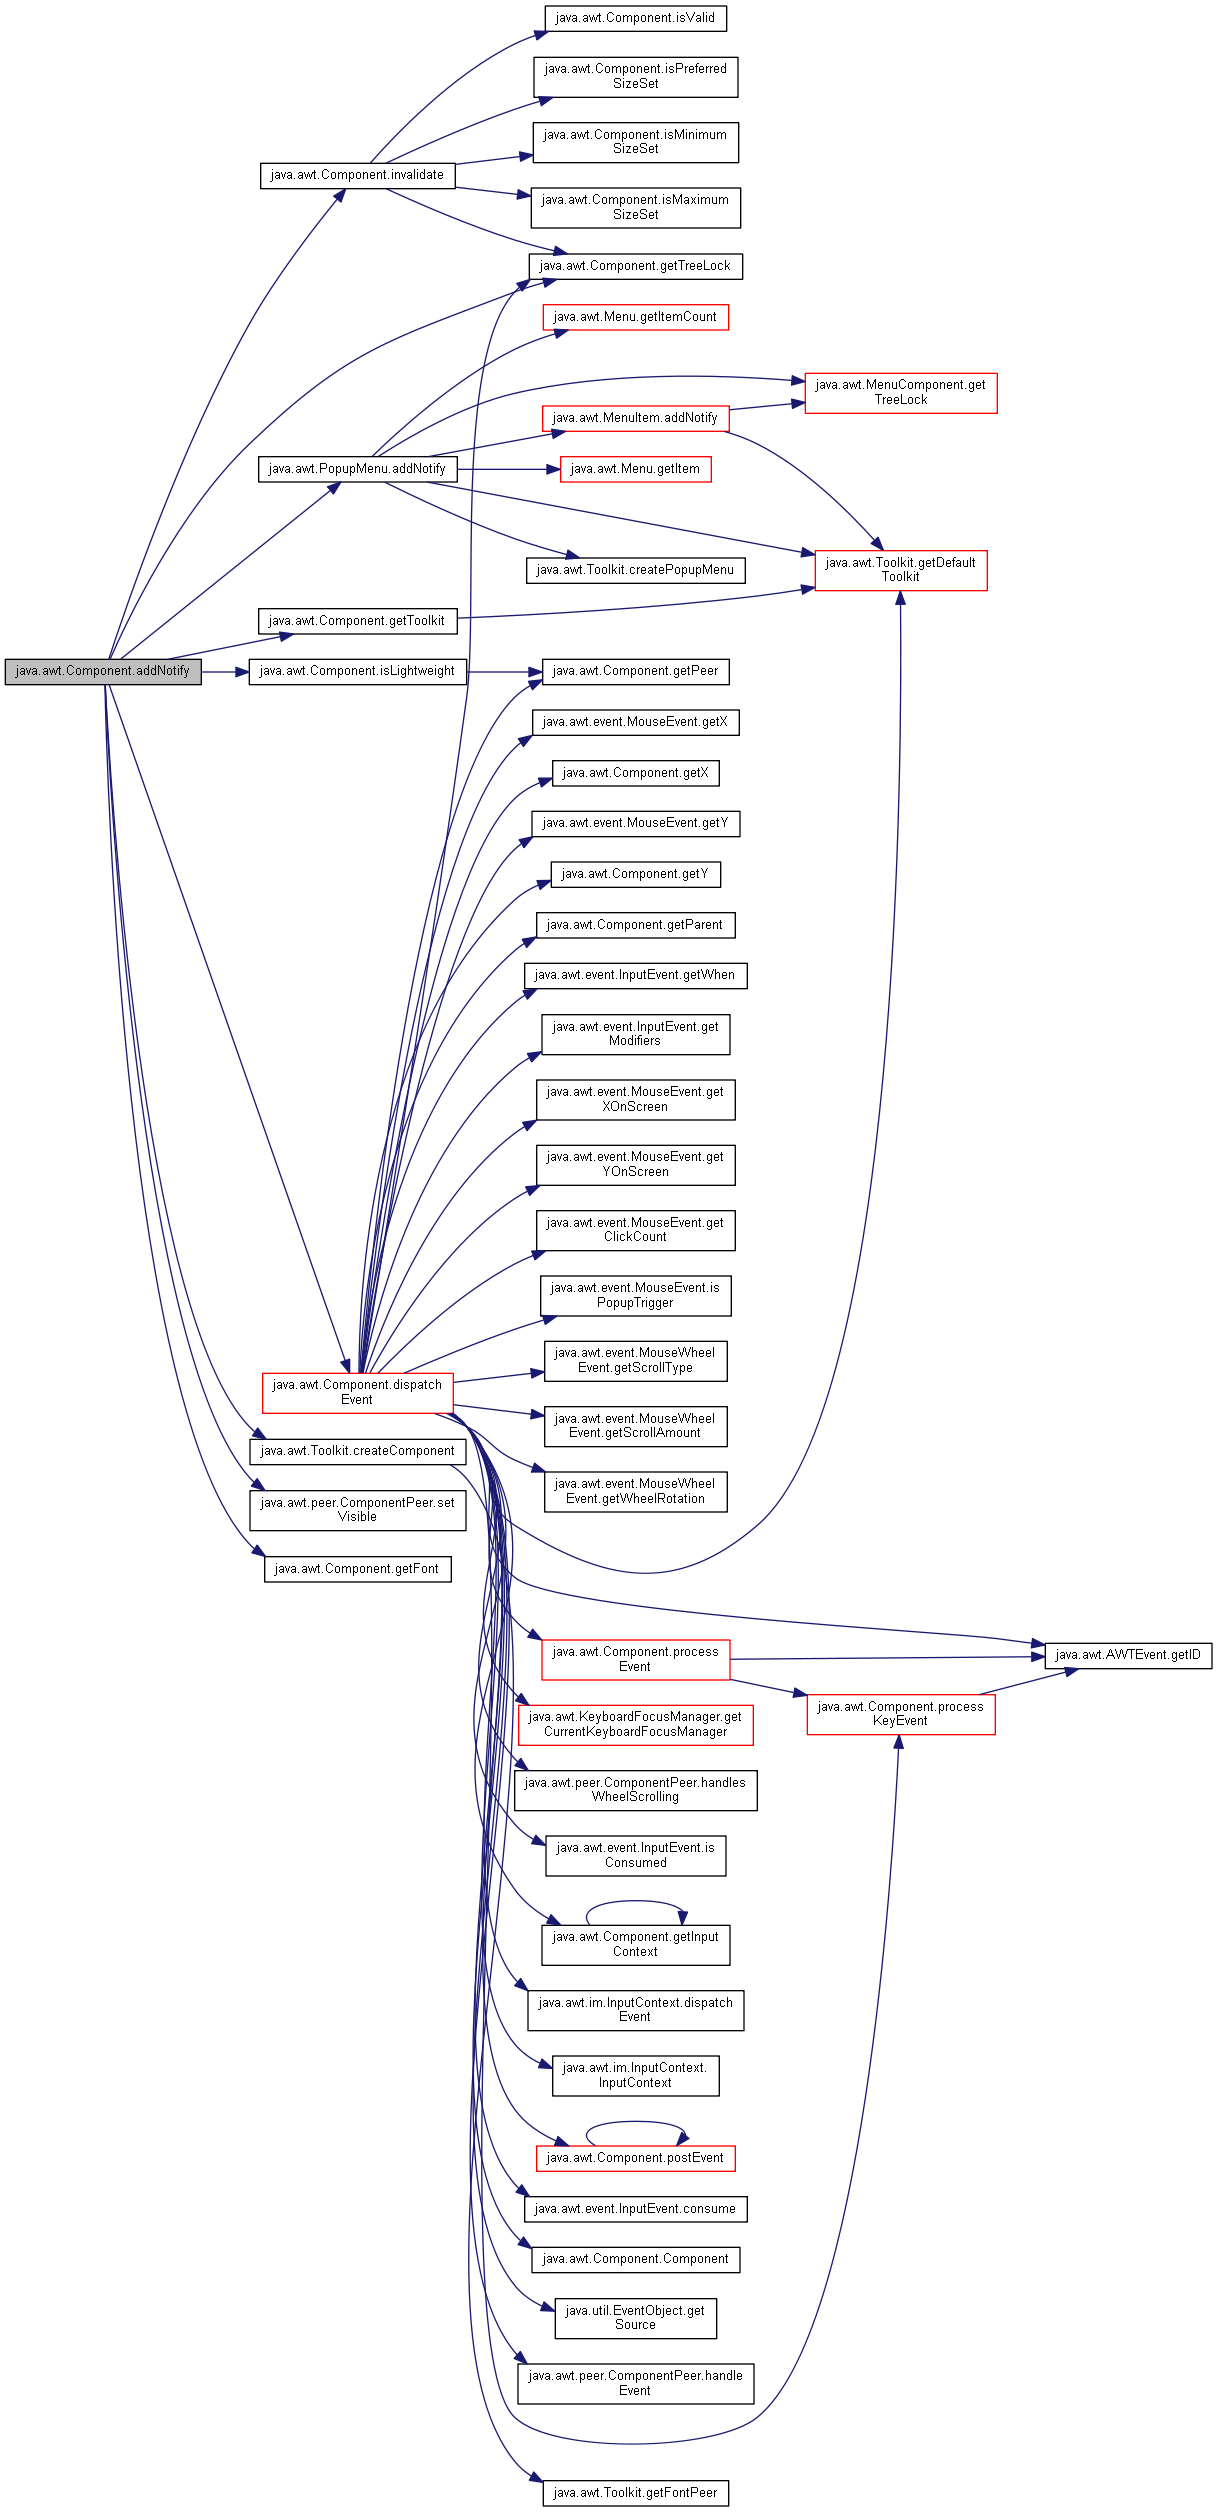 java.awt.Component.isValid
java.awt.Component.isPreferred
SizeSet
java.awt.Component.isMinimum
SizeSet
java.awt.Component.invalidate
java.awt.Component.isMaximum
SizeSet
java.awt.Component.getTreeLock
java.awt.Menu.getItemCount
java.awt.MenuComponent.get
TreeLock
java.awt.MenuItem.addNotify
java.awt.PopupMenu.addNotify
java.awt.Menu.getItem
java.awt.Toolkit.createPopupMenu
java.awt.Toolkit.getDefault
Toolkit
java.awt.Component.getToolkit
java.awt.Component.addNotify
java.awt.Component.isLightweight
java.awt.Component.getPeer
java.awt.event.MouseEvent.getX
java.awt.Component.getX
java.awt.event.MouseEvent.getY
java.awt.Component.getY
java.awt.Component.getParent
java.awt.event.InputEvent.getWhen
java.awt.event.InputEvent.get
Modifiers
java.awt.event.MouseEvent.get
XOnScreen
java.awt.event.MouseEvent.get
YOnScreen
java.awt.event.MouseEvent.get
ClickCount
java.awt.event.MouseEvent.is
PopupTrigger
java.awt.event.MouseWheel
Event.getScrollType
java.awt.Component.dispatch
Event
java.awt.event.MouseWheel
Event.getScrollAmount
java.awt.Toolkit.createComponent
java.awt.event.MouseWheel
Event.getWheelRotation
java.awt.peer.ComponentPeer.set
Visible
java.awt.Component.getFont
java.awt.Component.process
Event
java.awt.AWTEvent.getID
java.awt.Component.process
KeyEvent
java.awt.KeyboardFocusManager.get
CurrentKeyboardFocusManager
java.awt.peer.ComponentPeer.handles
WheelScrolling
java.awt.event.InputEvent.is
Consumed
java.awt.Component.getInput
Context
java.awt.im.InputContext.dispatch
Event
java.awt.im.InputContext.
InputContext
java.awt.Component.postEvent
java.awt.event.InputEvent.consume
java.awt.Component.Component
java.util.EventObject.get
Source
java.awt.peer.ComponentPeer.handle
Event
java.awt.Toolkit.getFontPeer